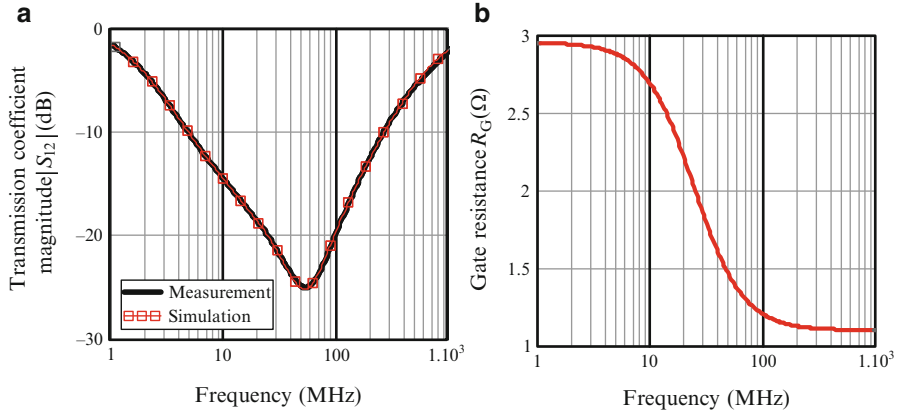 a
Transmission coefficient
magnitude|S12|(dB)
0
−10
−20
−30
Measurement
Simulation
1
10
100
1.10³
Frequency (MHz)
b
Gate resistance RG(Ω)
3
2.5
2
1.5
1
1
10
100
1.10³
Frequency (MHz)